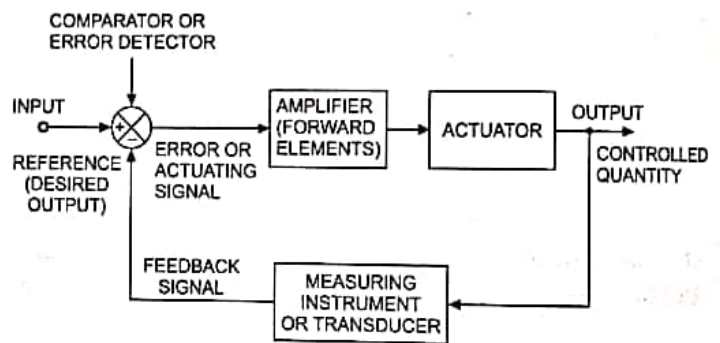 COMPARATOR OR
ERROR DETECTOR
INPUT
+
−
REFERENCE
(DESIRED
OUTPUT)
ERROR OR
ACTUATING
SIGNAL
AMPLIFIER
(FORWARD
ELEMENTS)
ACTUATOR
OUTPUT
CONTROLLED
QUANTITY
FEEDBACK
SIGNAL
MEASURING
INSTRUMENT
OR TRANSDUCER